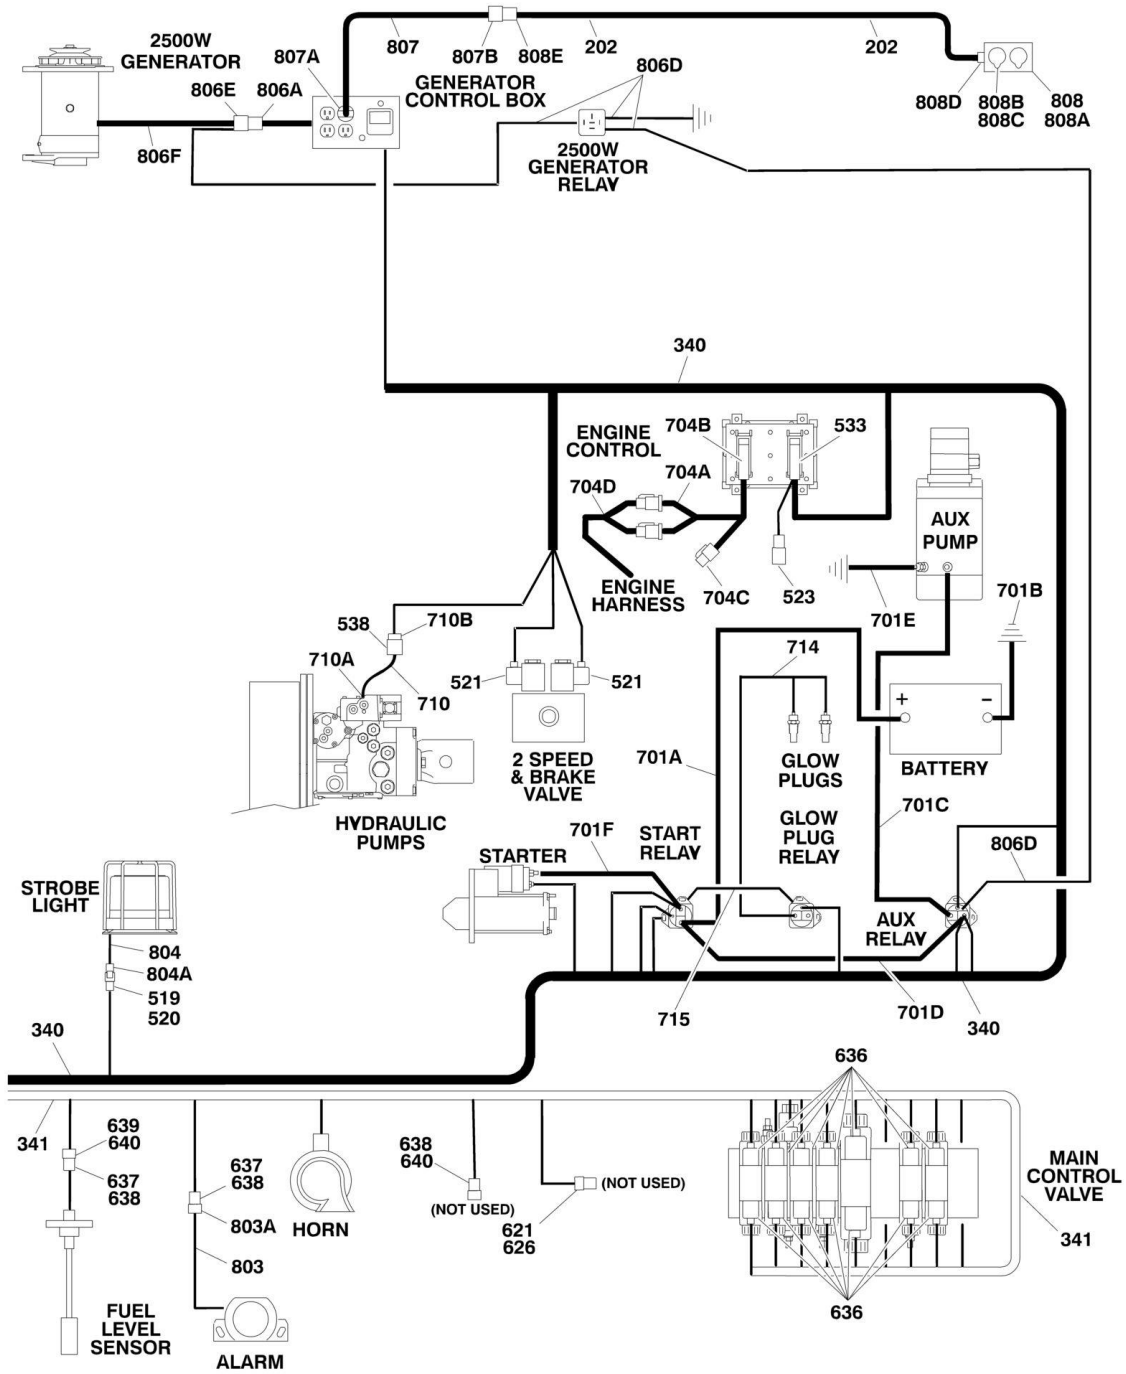 2500W
GENERATOR
807A
807
807B
808E
202
202
806E
806A
GENERATOR
CONTROL BOX
806D
808D
808B
808C
808
808A
806F
2500W
GENERATOR
RELAY
340
ENGINE
CONTROL
704B
533
704A
704D
AUX
PUMP
ENGINE
HARNESS
704C
523
701E
701B
538
710B
714
710A
521
521
710
+
-
701A
2 SPEED
& BRAKE
VALVE
GLOW
PLUGS
BATTERY
HYDRAULIC
PUMPS
701F
START
RELAY
GLOW
PLUG
RELAY
701C
806D
STARTER
STROBE
LIGHT
AUX
RELAY
804
804A
519
520
715
701D
340
340
341
639
640
637
638
637
638
803A
803
HORN
638
640
(NOT USED)
(NOT USED)
621
626
636
MAIN
CONTROL
VALVE
341
636
FUEL
LEVEL
SENSOR
ALARM